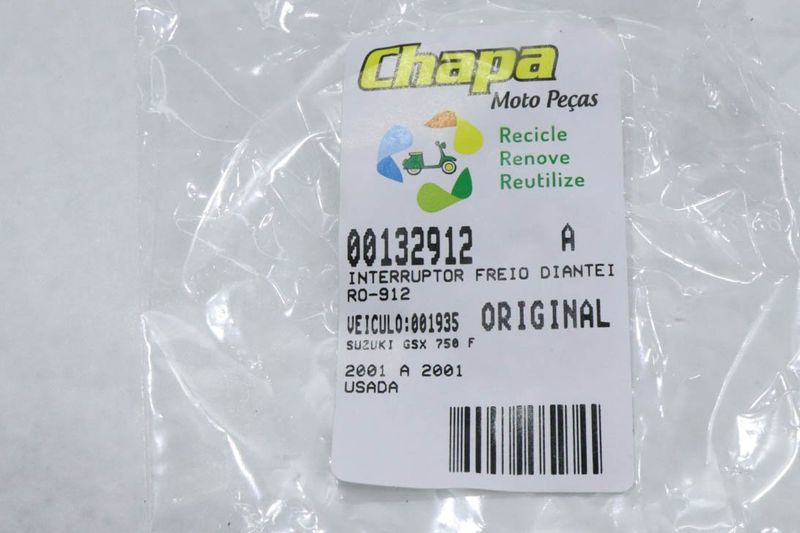 Chapa
Moto Peças
Recicle
Renove
Reutilize
00132912 A
INTERRUPTOR FREIO DIANTEI
RO-912
VEICULO:001935 ORIGINAL
SUZUKI GSX 750 F
2001 A 2001
USADA